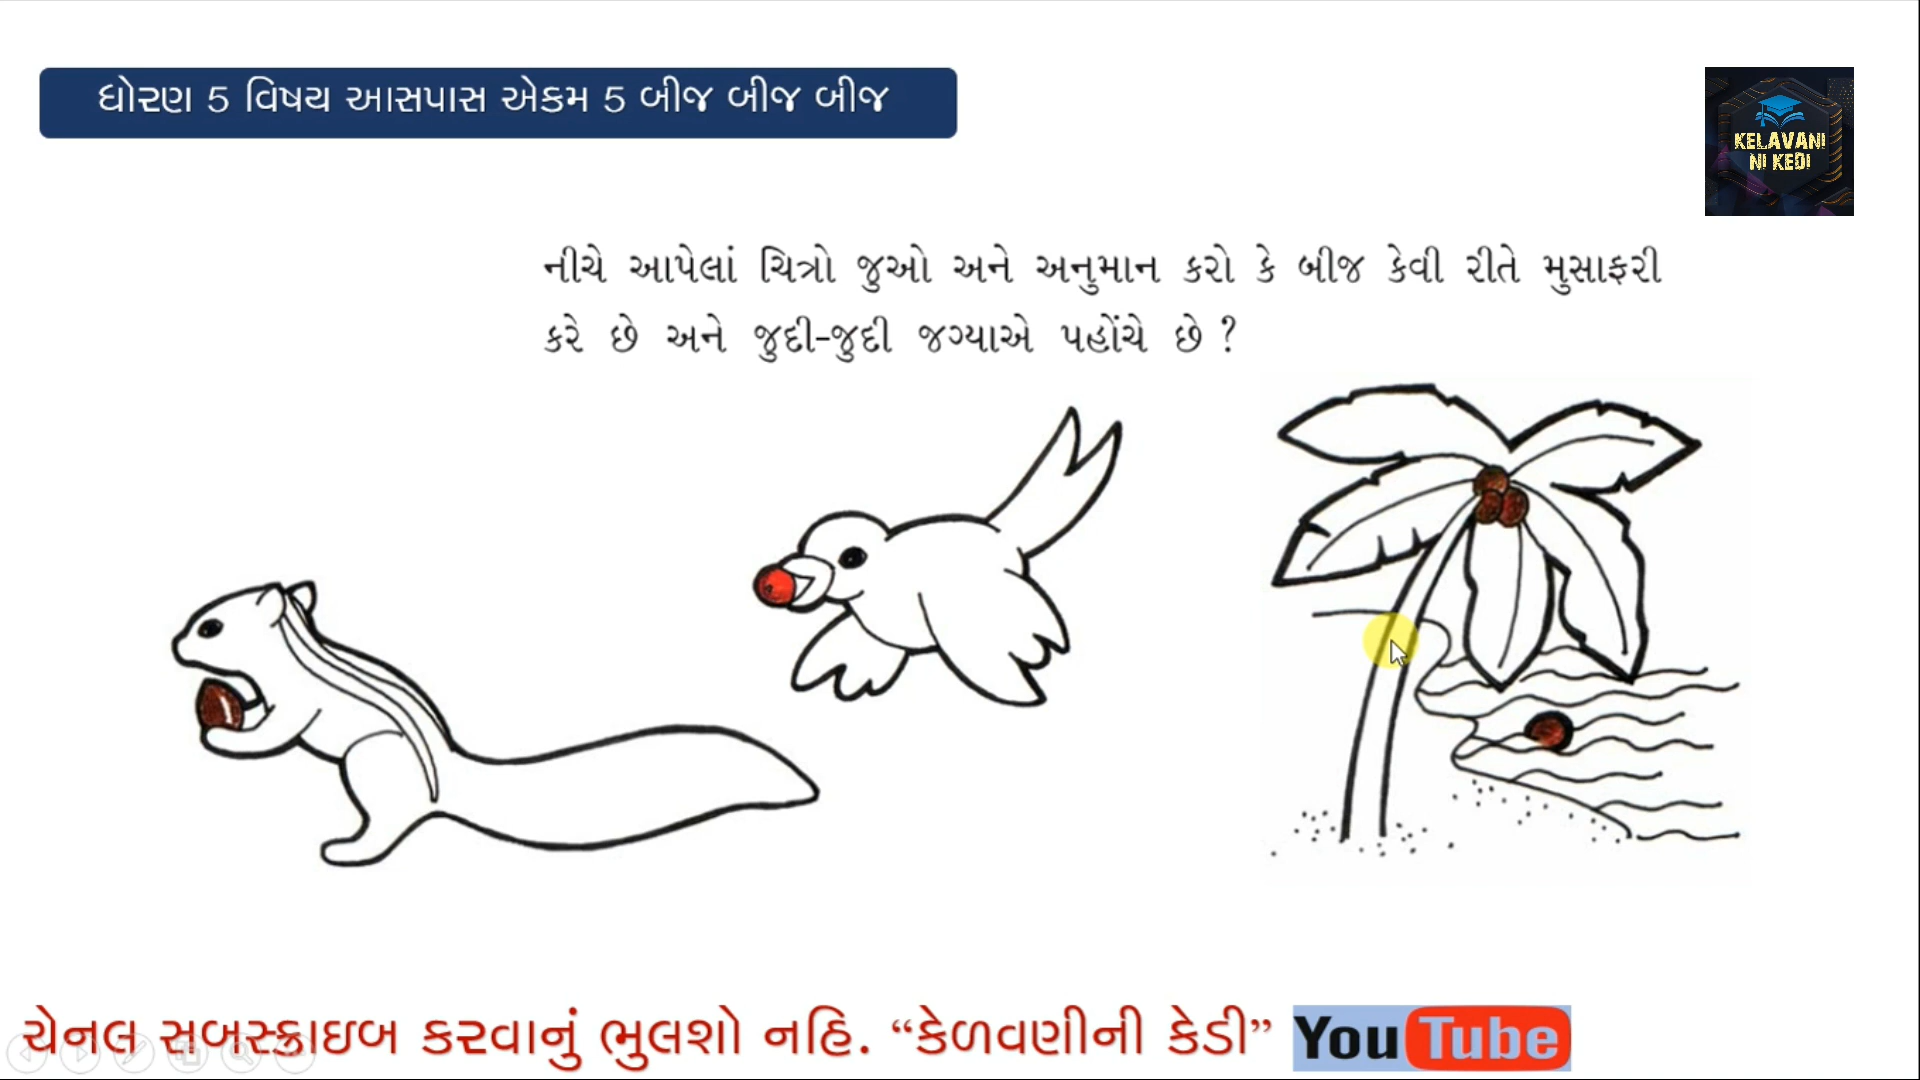 ધોરણ 5 વિષય આસપાસ એકમ 5 બીજ બીજ બીજ
KELAVANI
NI KEDI
નીચે આપેલાં ચિત્રો જુઓ અને અનુમાન કરો કે બીજ કેવી રીતે મુસાફરી
કરે છે અને જુદી-જુદી જગ્યાએ પહોંચે છે ?
ચેનલ સબસ્ક્રાઇબ કરવાનું ભુલશો નહિ. “કેળવણીની કેડી” YouTube